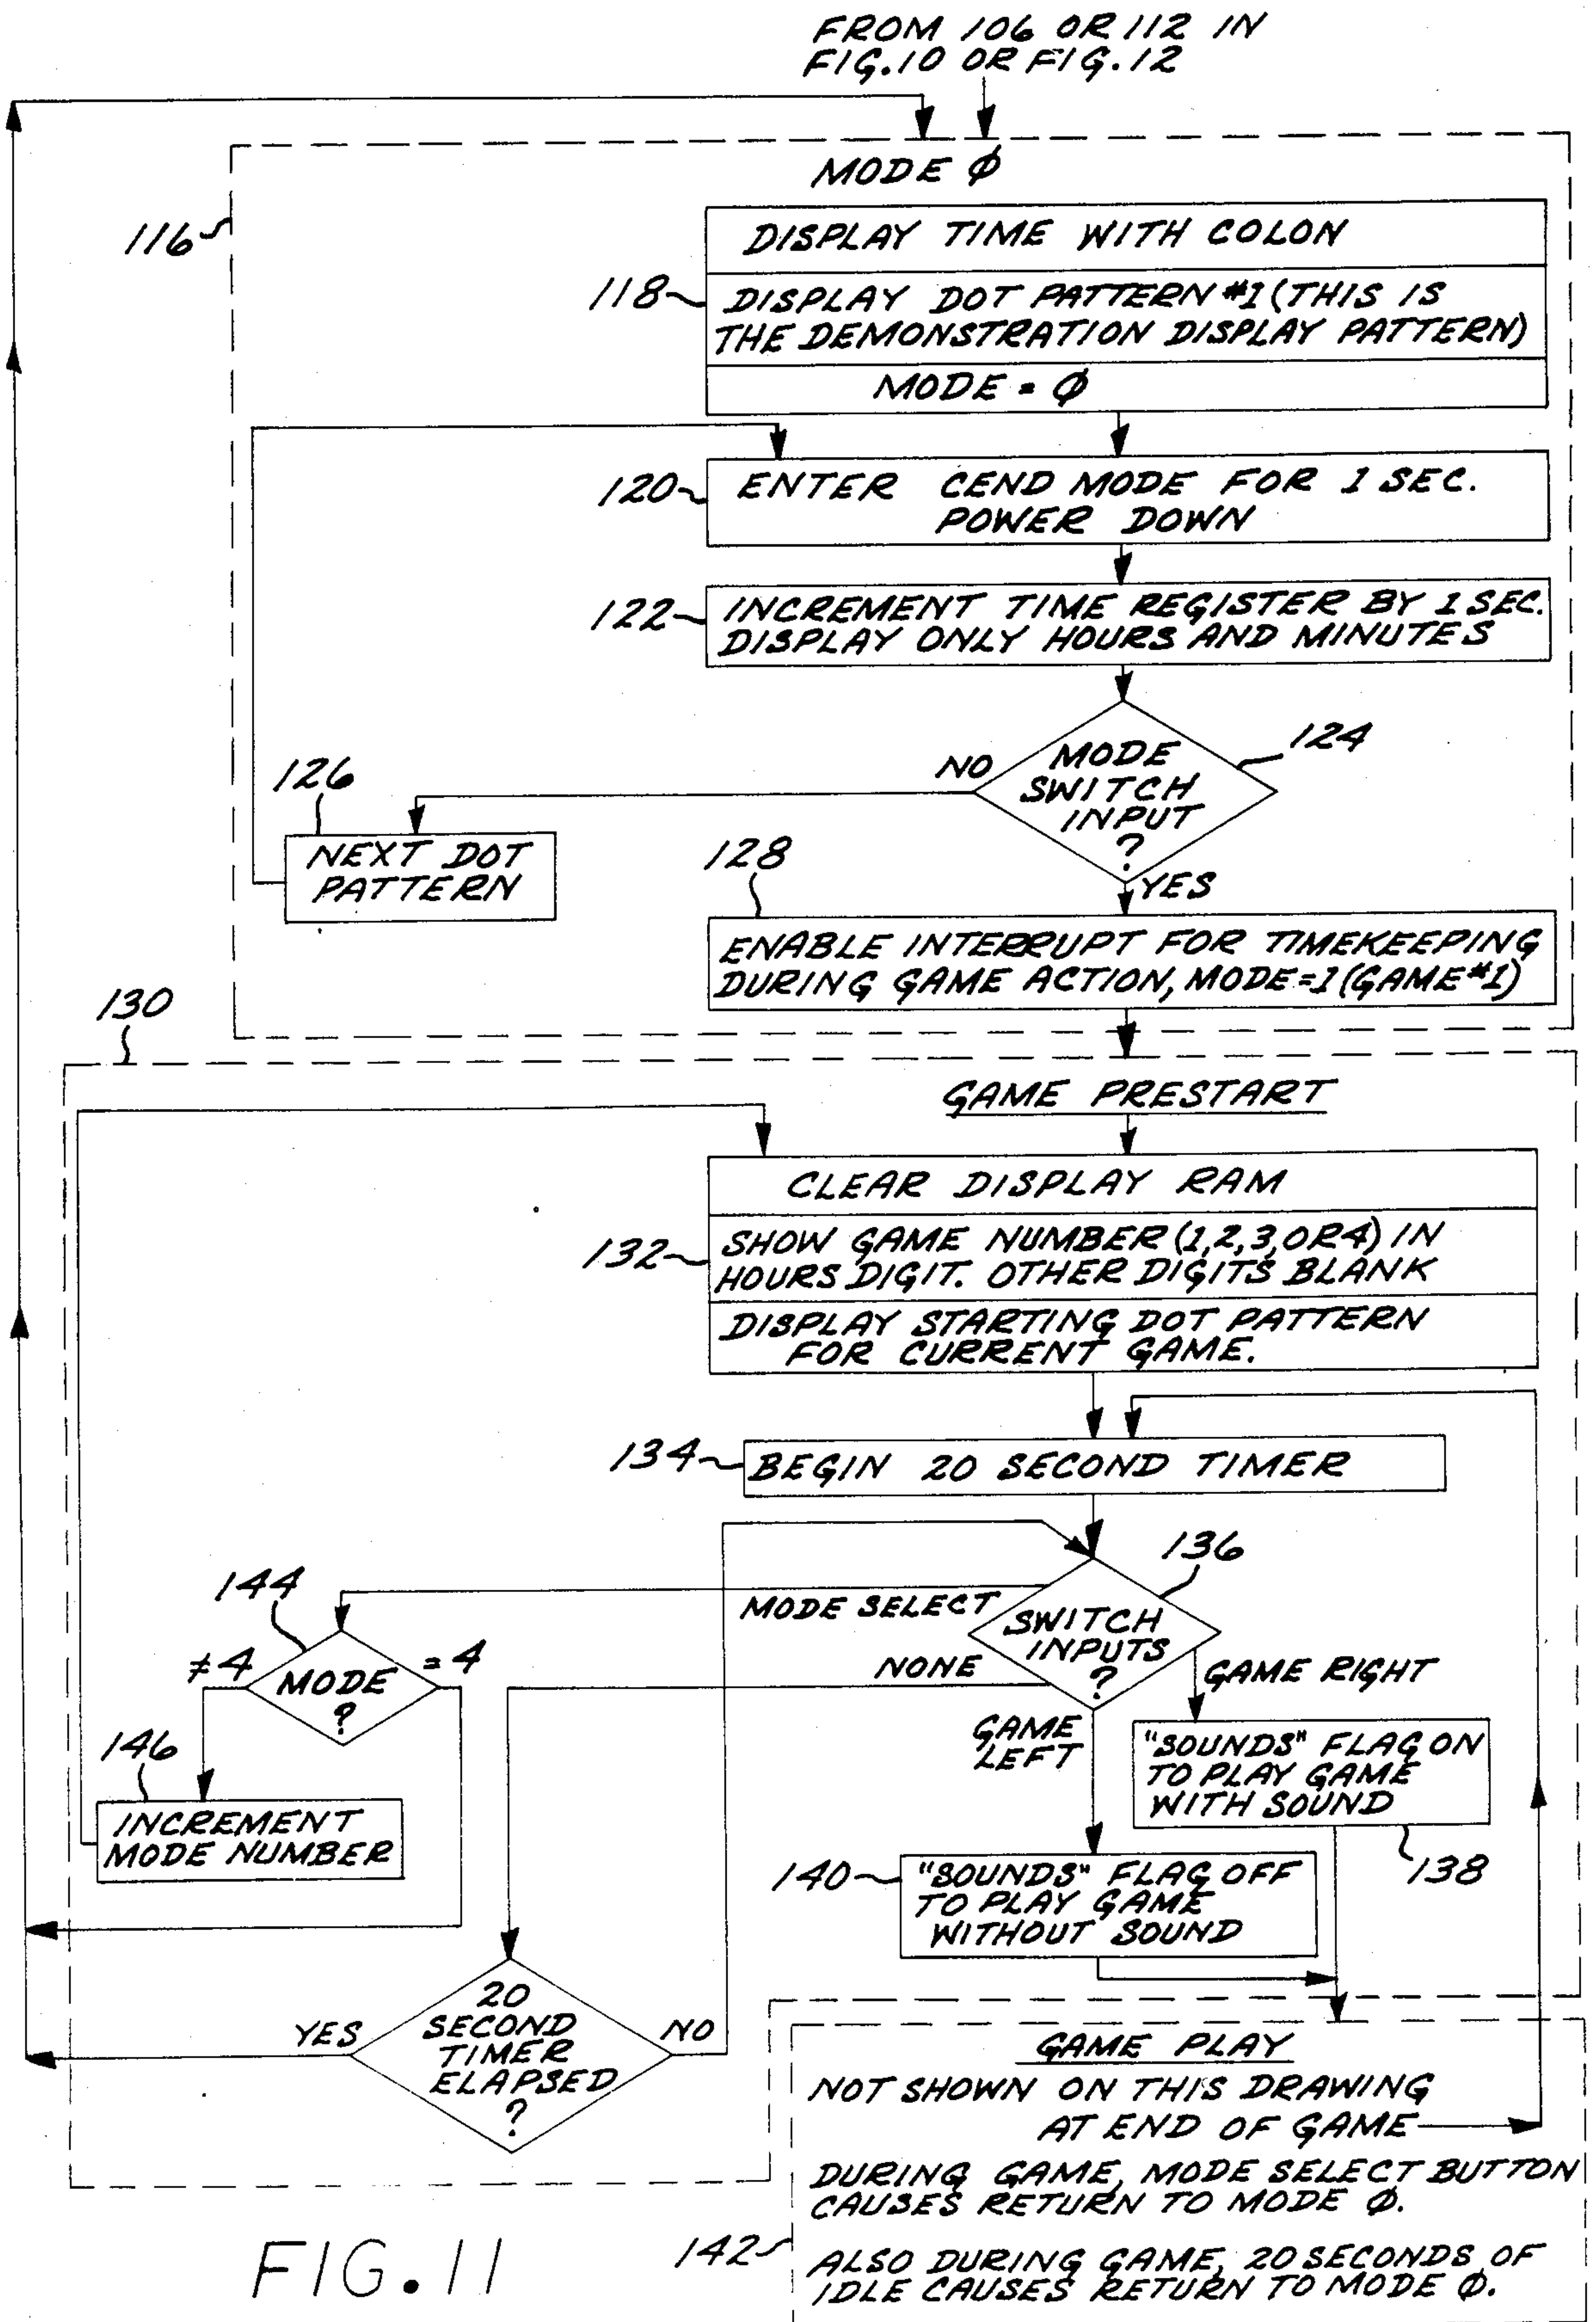 FROM 106 OR 112 IN
FIG.10 OR FIG.12
MODE Ø
116
DISPLAY TIME WITH COLON
118
DISPLAY DOT PATTERN #1 (THIS IS
THE DEMONSTRATION DISPLAY PATTERN)
MODE = Ø
120
ENTER CEND MODE FOR 1 SEC.
POWER DOWN
122
INCREMENT TIME REGISTER BY 1 SEC.
DISPLAY ONLY HOURS AND MINUTES
124
MODE
SWITCH
INPUT
?
NO
126
NEXT DOT
PATTERN
YES
128
ENABLE INTERRUPT FOR TIMEKEEPING
DURING GAME ACTION, MODE=1 (GAME #1)
130
GAME PRESTART
CLEAR DISPLAY RAM
132
SHOW GAME NUMBER (1,2,3,OR4) IN
HOURS DIGIT. OTHER DIGITS BLANK
DISPLAY STARTING DOT PATTERN
FOR CURRENT GAME.
134
BEGIN 20 SECOND TIMER
136
SWITCH
INPUTS
?
MODE SELECT
NONE
144
≠4
MODE
?
=4
146
INCREMENT
MODE NUMBER
GAME RIGHT
GAME
LEFT
"SOUNDS" FLAG ON
TO PLAY GAME
WITH SOUND
138
140
"SOUNDS" FLAG OFF
TO PLAY GAME
WITHOUT SOUND
20
SECOND
TIMER
ELAPSED
?
YES
NO
GAME PLAY
NOT SHOWN ON THIS DRAWING
AT END OF GAME
DURING GAME, MODE SELECT BUTTON
CAUSES RETURN TO MODE Ø.
142
ALSO DURING GAME, 20 SECONDS OF
IDLE CAUSES RETURN TO MODE Ø.
FIG.11